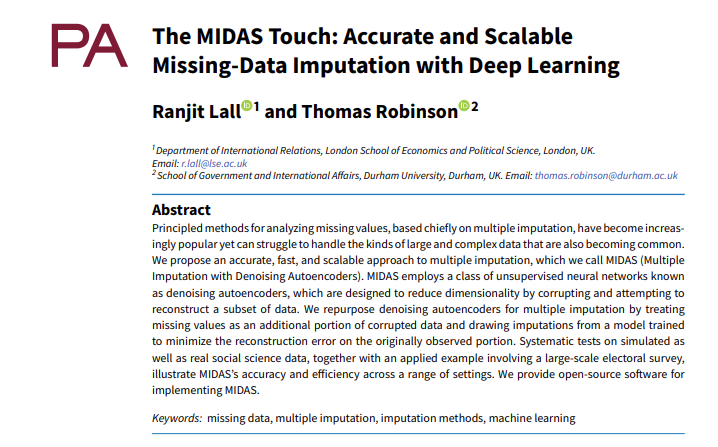 PA
The MIDAS Touch: Accurate and Scalable
Missing-Data Imputation with Deep Learning
Ranjit Lall iD 1 and Thomas Robinson iD 2
1 Department of International Relations, London School of Economics and Political Science, London, UK.
Email: r.lall@lse.ac.uk
2 School of Government and International Affairs, Durham University, Durham, UK. Email: thomas.robinson@durham.ac.uk
Abstract
Principled methods for analyzing missing values, based chiefly on multiple imputation, have become increas-
ingly popular yet can struggle to handle the kinds of large and complex data that are also becoming common.
We propose an accurate, fast, and scalable approach to multiple imputation, which we call MIDAS (Multiple
Imputation with Denoising Autoencoders). MIDAS employs a class of unsupervised neural networks known
as denoising autoencoders, which are designed to reduce dimensionality by corrupting and attempting to
reconstruct a subset of data. We repurpose denoising autoencoders for multiple imputation by treating
missing values as an additional portion of corrupted data and drawing imputations from a model trained
to minimize the reconstruction error on the originally observed portion. Systematic tests on simulated as
well as real social science data, together with an applied example involving a large-scale electoral survey,
illustrate MIDAS's accuracy and efficiency across a range of settings. We provide open-source software for
implementing MIDAS.
Keywords: missing data, multiple imputation, imputation methods, machine learning